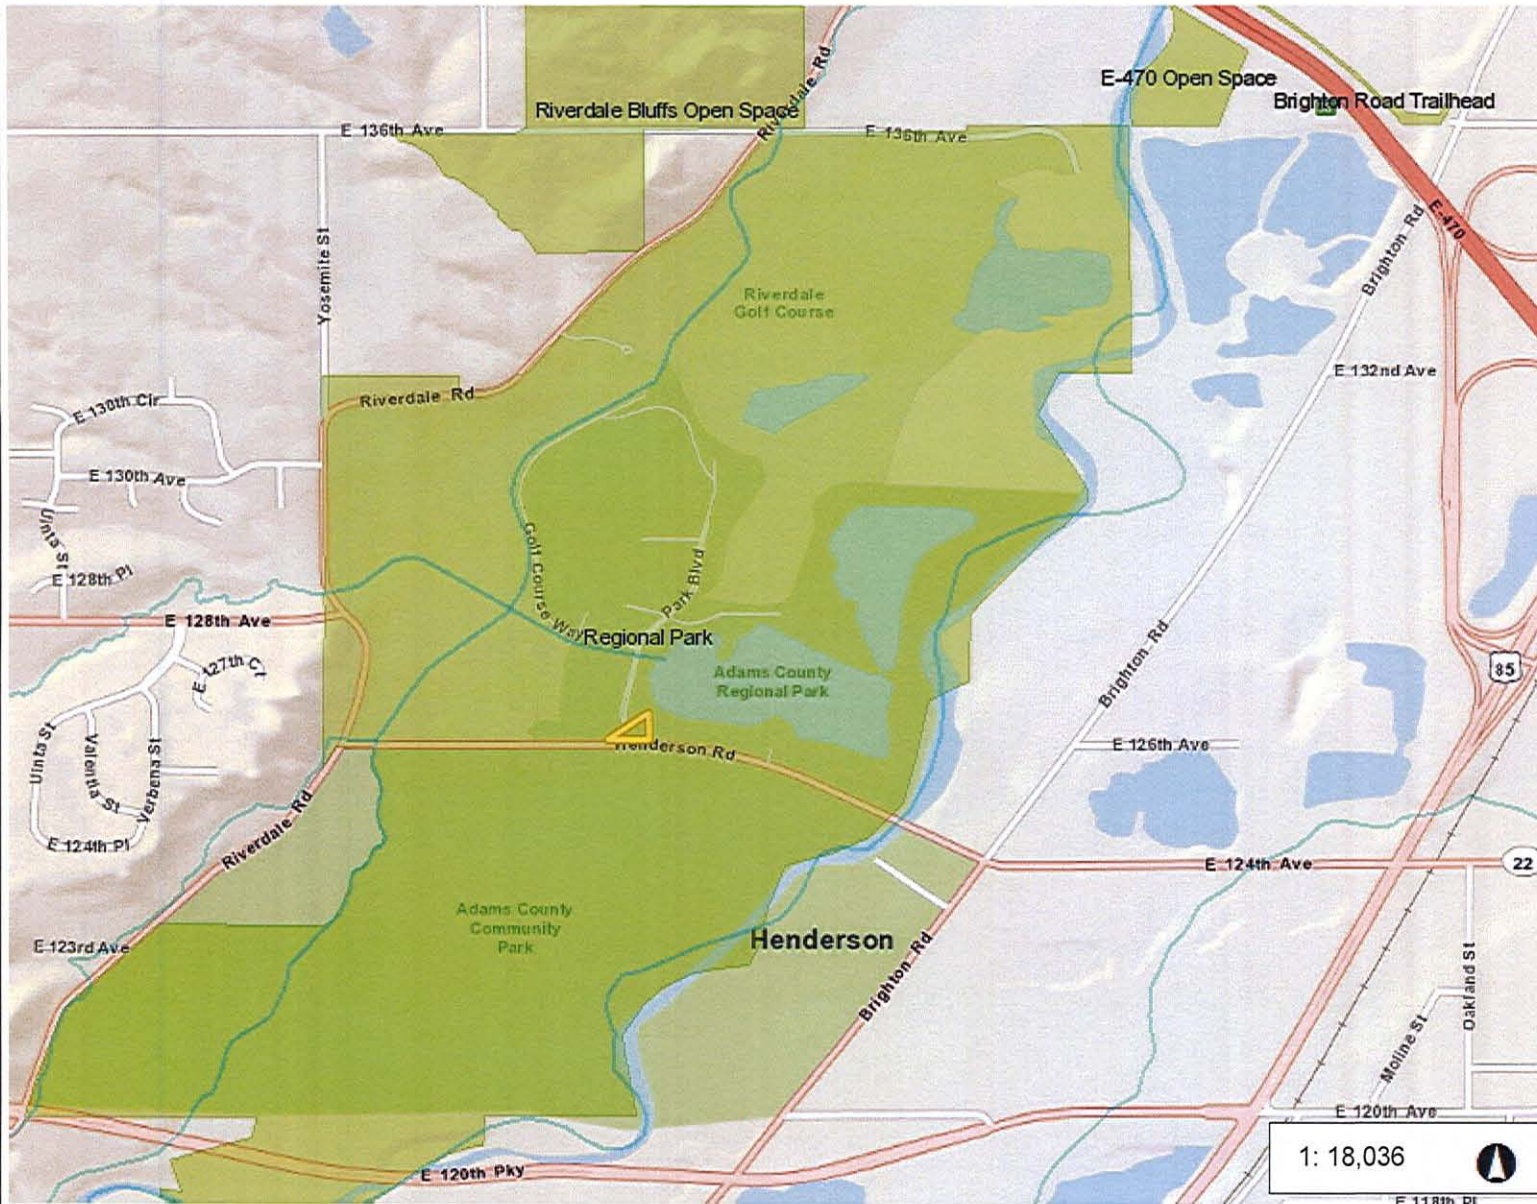 Riverdale Rd
E-470 Open Space
Riverdale Bluffs Open Space
Brighton Road Trailhead
E 136th Ave
E 136th Ave
Yosemite St
Brighton Rd
E-470
Riverdale
Golf Course
E 132nd Ave
Riverdale Rd
E 130th Cir
E 130th Ave
Uinta St
Golf Course Way
Park Blvd
E 128th Pl
E 128th Ave
Regional Park
E 127th Ct
Adams County
Regional Park
Brighton Rd
85
Henderson Rd
E 126th Ave
Uinta St
Valentia St
Verbena St
Riverdale Rd
E 124th Pl
E 124th Ave
22
Adams County
Community
Park
E 123rd Ave
Henderson
Brighton Rd
Oakland St
Moline St
E 120th Ave
E 120th Pky
1: 18,036
E 118th Pl